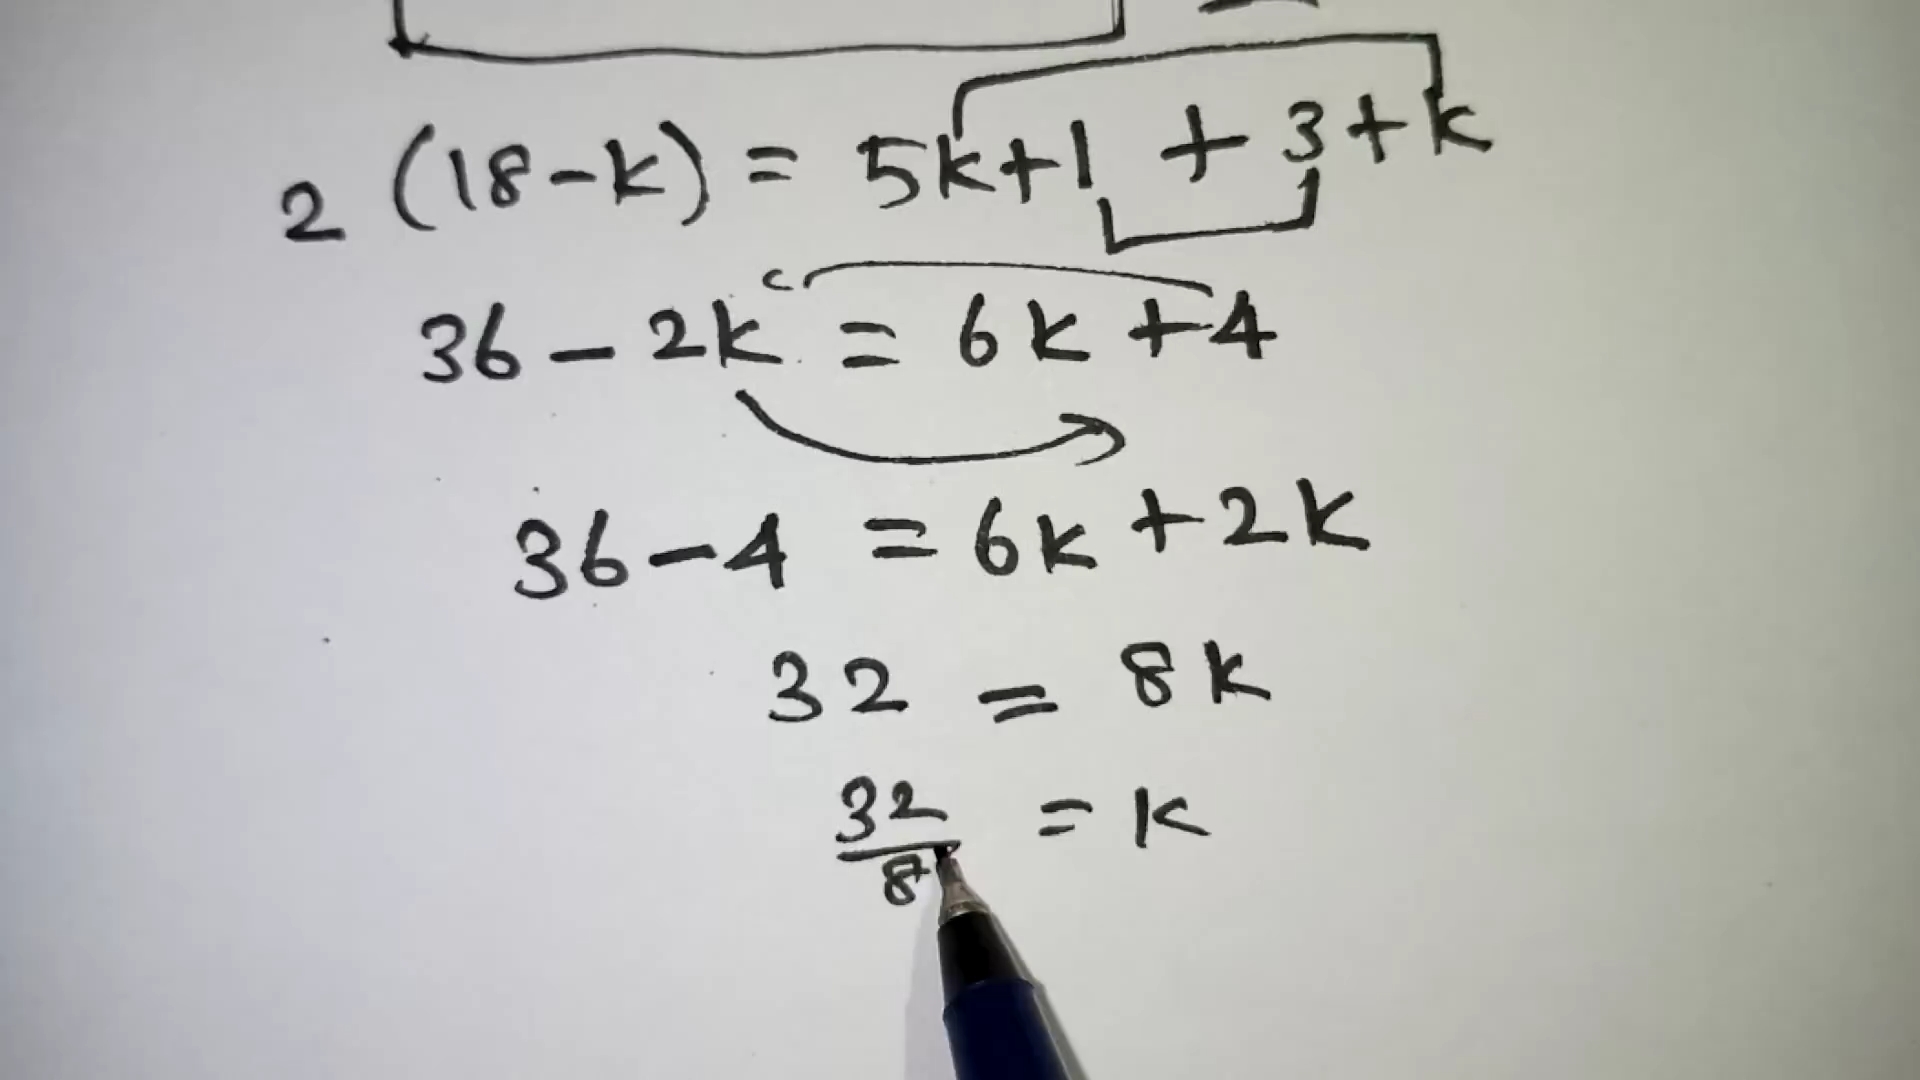 2 (18-k) = 5k+1 + 3+k
36 - 2k = 6k + 4
36 - 4 = 6k + 2k
32 = 8k
32/8 = k